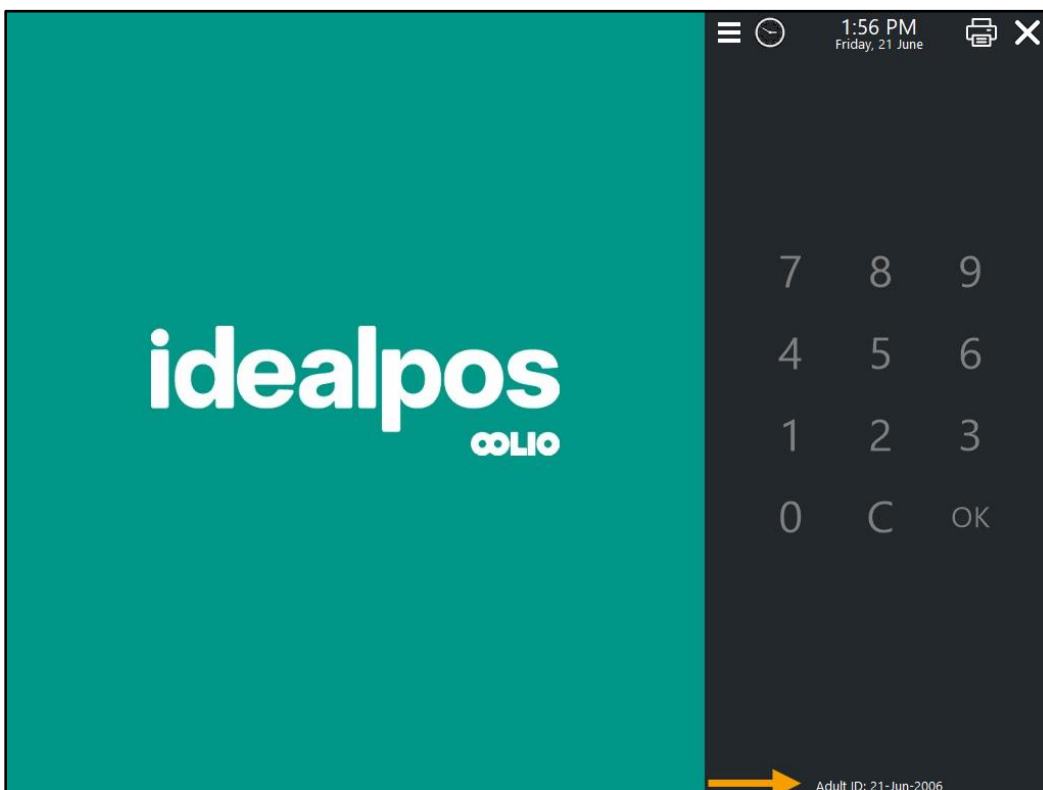 1:56 PM
Friday, 21 June
idealpos
OOLIO
7 8 9
4 5 6
1 2 3
0 C OK
Adult ID: 21-Jun-2006